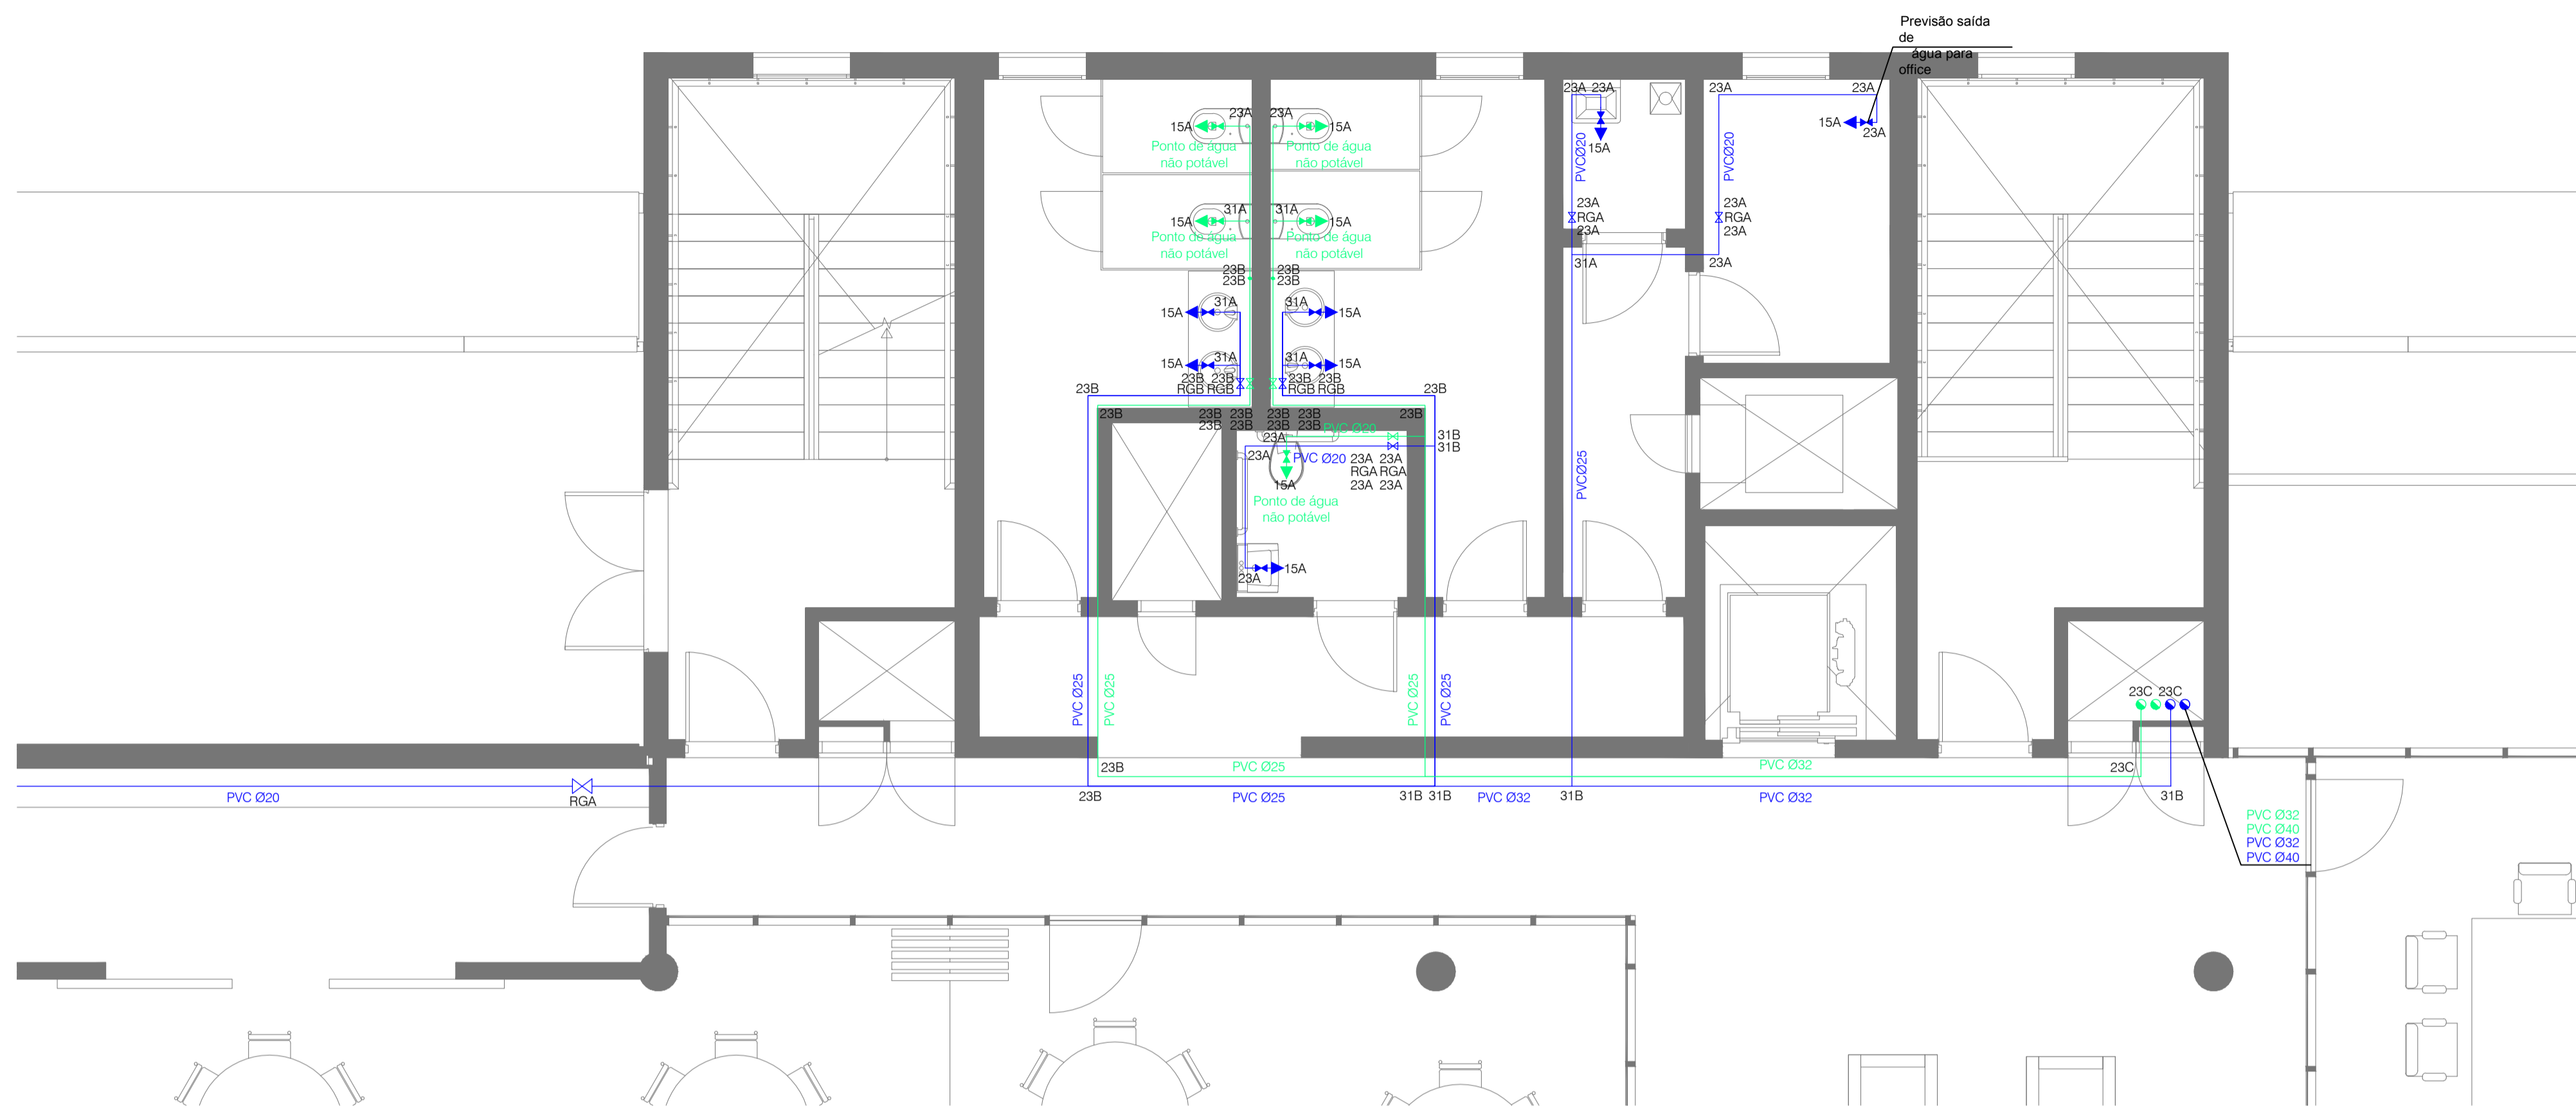 Previsão saída
de
água para
office
23A 23A
23A
23A
23A
23A
15A
15A
15A
15A
23A
Ponto de água
não potável
Ponto de água
não potável
PVCØ20
PVCØ20
15A
31A
31A
15A
15A
23A
RGA
23A
23A
RGA
23A
Ponto de água
não potável
Ponto de água
não potável
31A
23A
23B
23B
23B
23B
31A
31A
15A
15A
31A
31A
15A
15A
23B 23B
RGB RGB
23B 23B
RGB RGB
23B
23B
23B
23B 23B
23B 23B
23B 23B
23B 23B
23B
PVC Ø20
31B
31B
23A
23A
PVC Ø20
23A 23A
RGA RGA
23A 23A
15A
PVCØ25
Ponto de água
não potável
23A
15A
PVC Ø25
PVC Ø25
PVC Ø25
PVC Ø25
23C 23C
23B
PVC Ø25
PVC Ø32
23C
PVC Ø20
RGA
23B
PVC Ø25
31B 31B
PVC Ø32
31B
PVC Ø32
31B
PVC Ø32
PVC Ø40
PVC Ø32
PVC Ø40